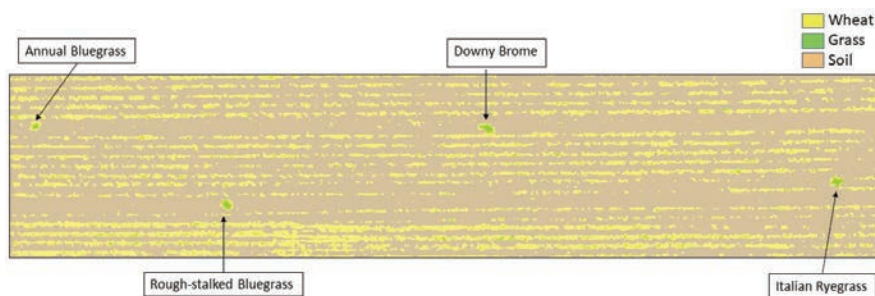 Wheat
Grass
Soil
Annual Bluegrass
Downy Brome
Rough-stalked Bluegrass
Italian Ryegrass